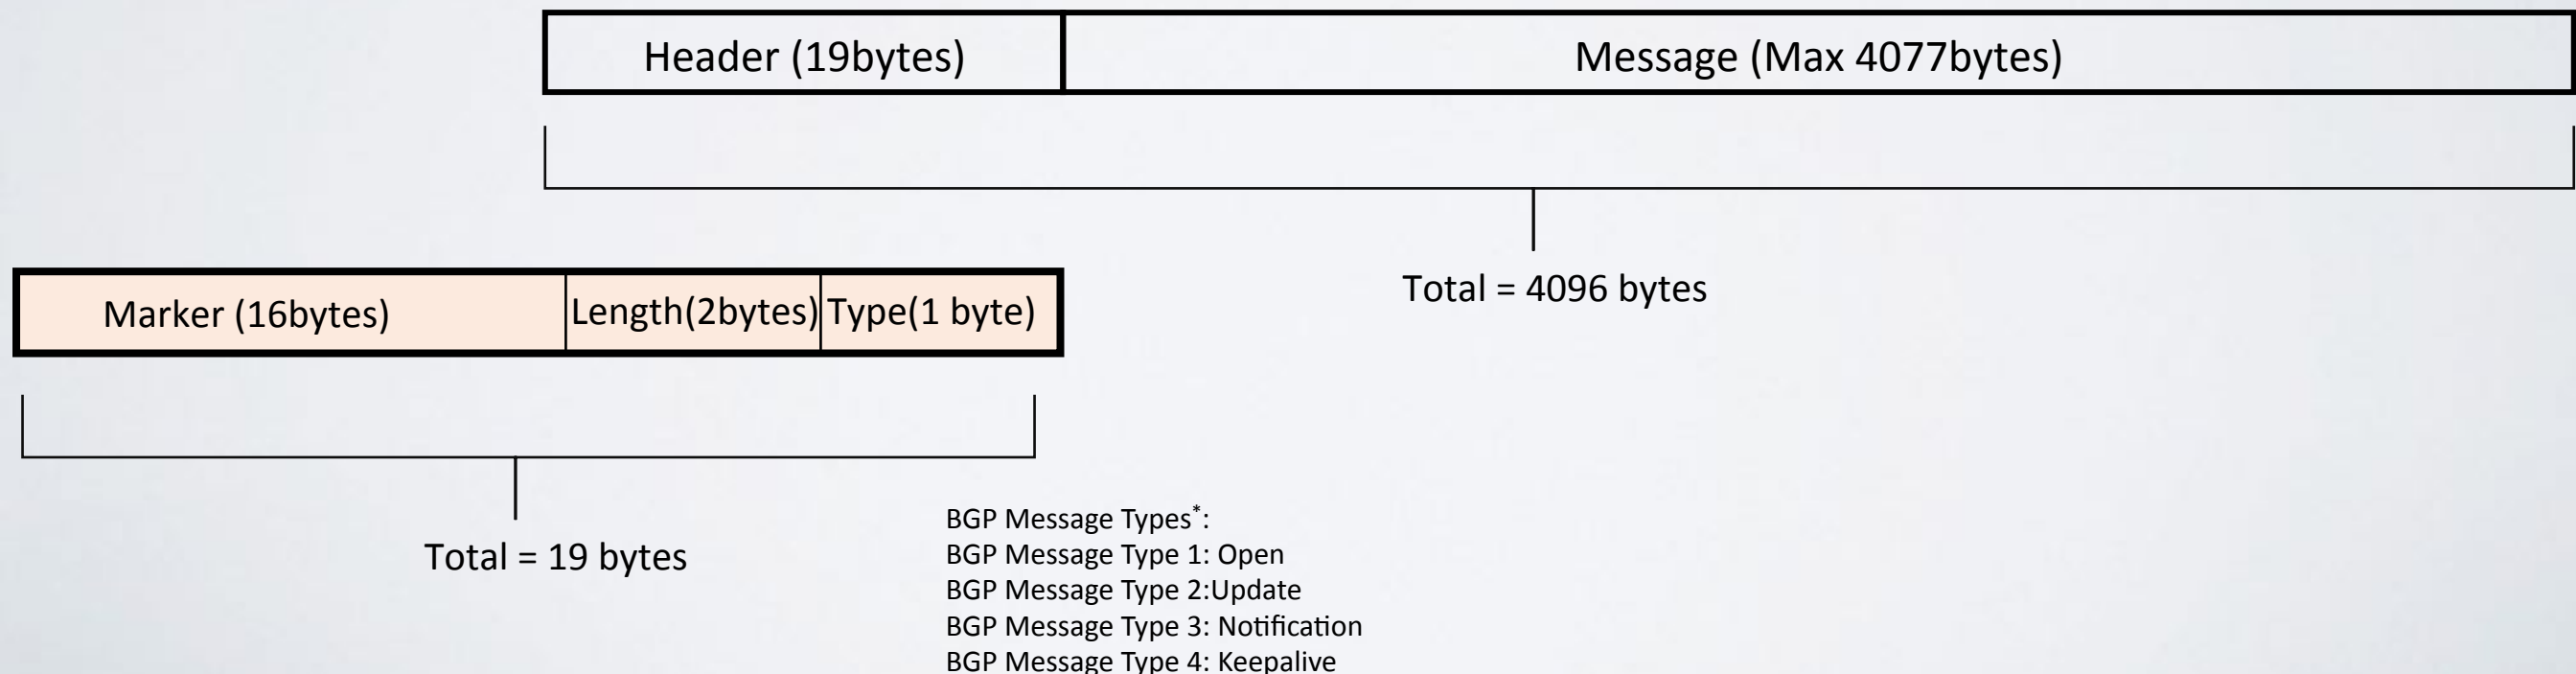 Header (19bytes)
Message (Max 4077bytes)
Total = 4096 bytes
Marker (16bytes)
Length(2bytes)
Type(1 byte)
Total = 19 bytes
BGP Message Types*:
BGP Message Type 1: Open
BGP Message Type 2:Update
BGP Message Type 3: Notification
BGP Message Type 4: Keepalive